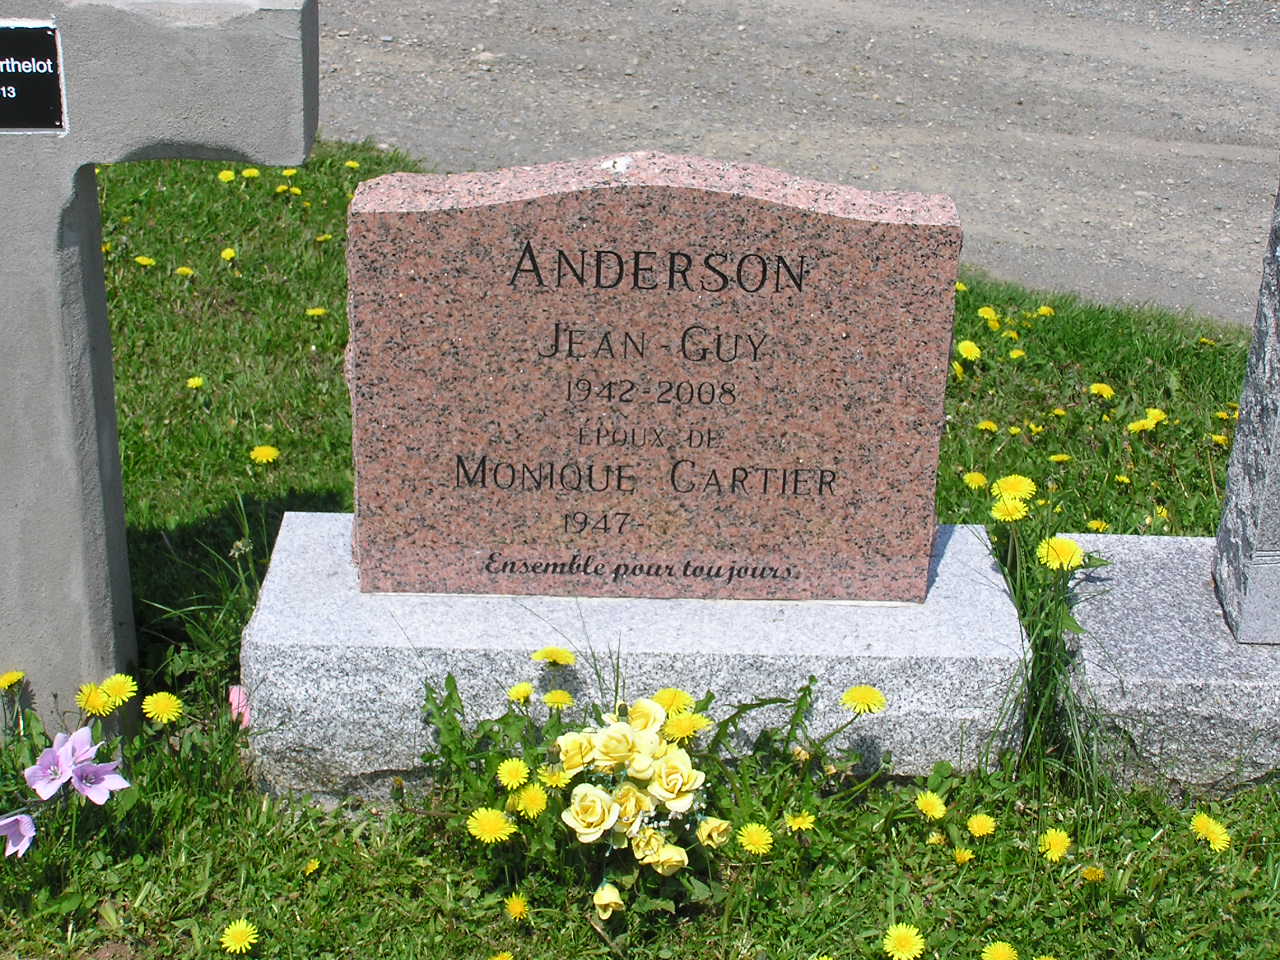 rthelot
13
ANDERSON
JEAN-GUY
1942-2008
ÉPOUX DE
MONIQUE CARTIER
1947-
Ensemble pour toujours.